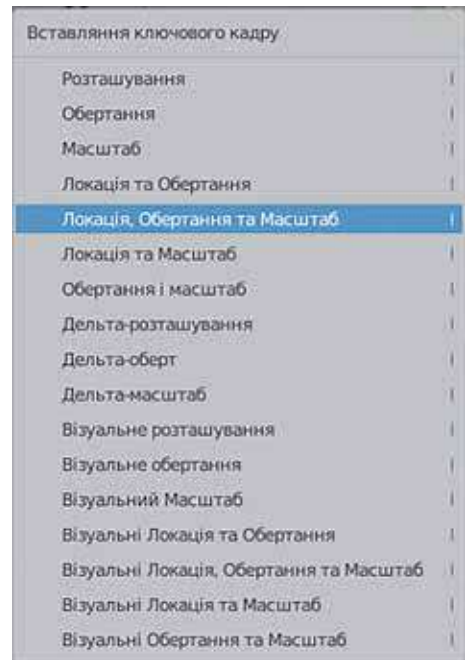 Вставляння ключового кадру
Розташування
Обертання
Масштаб
Локація та Обертання
Локація, Обертання та Масштаб
Локація та Масштаб
Обертання і масштаб
Дельта-розташування
Дельта-оберт
Дельта-масштаб
Візуальне розташування
Візуальне обертання
Візуальний Масштаб
Візуальні Локація та Обертання
Візуальні Локація, Обертання та Масштаб
Візуальні Локація та Масштаб
Візуальні Обертання та Масштаб